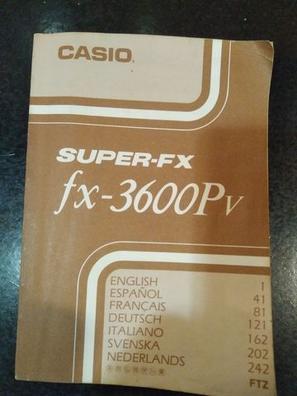 CASIO.
SUPER-FX
fx-3600Pv
ENGLISH 1
ESPAÑOL 41
FRANÇAIS 81
DEUTSCH 121
ITALIANO 162
SVENSKA 202
NEDERLANDS 242
FTZ